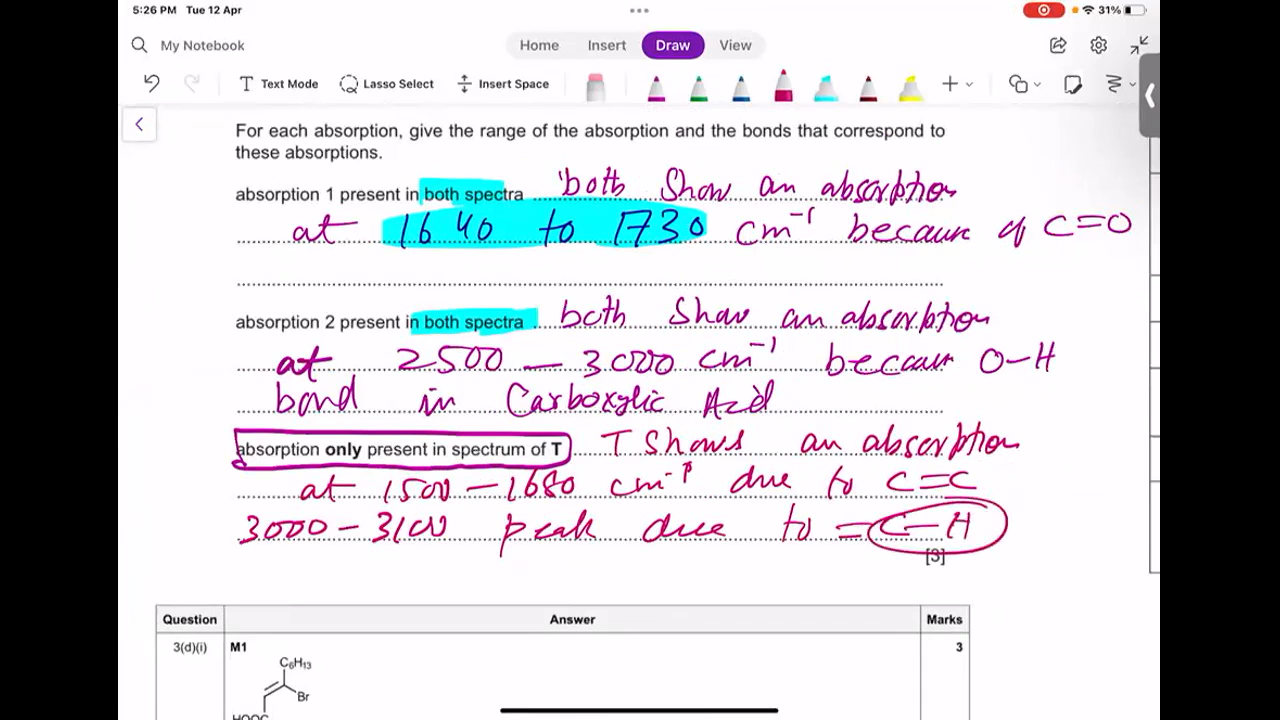 5:26 PM Tue 12 Apr
31%
My Notebook
Home Insert Draw View
Text Mode Lasso Select Insert Space
For each absorption, give the range of the absorption and the bonds that correspond to
these absorptions.
absorption 1 present in both spectra both Show an absorption
at 1640 to 1730 cm⁻¹ because of C=O
absorption 2 present in both spectra both Show an absorption
at 2500 — 3000 cm⁻¹ because O-H
bond in Carboxylic Acid
absorption only present in spectrum of T T Shows an absorption
at 1500 - 1680 cm⁻¹ due to C=C
3000 - 3100 peak due to =C-H
[3]
Question Answer Marks
3(d)(i) M1 3
C₆H₁₃
Br
HOOC